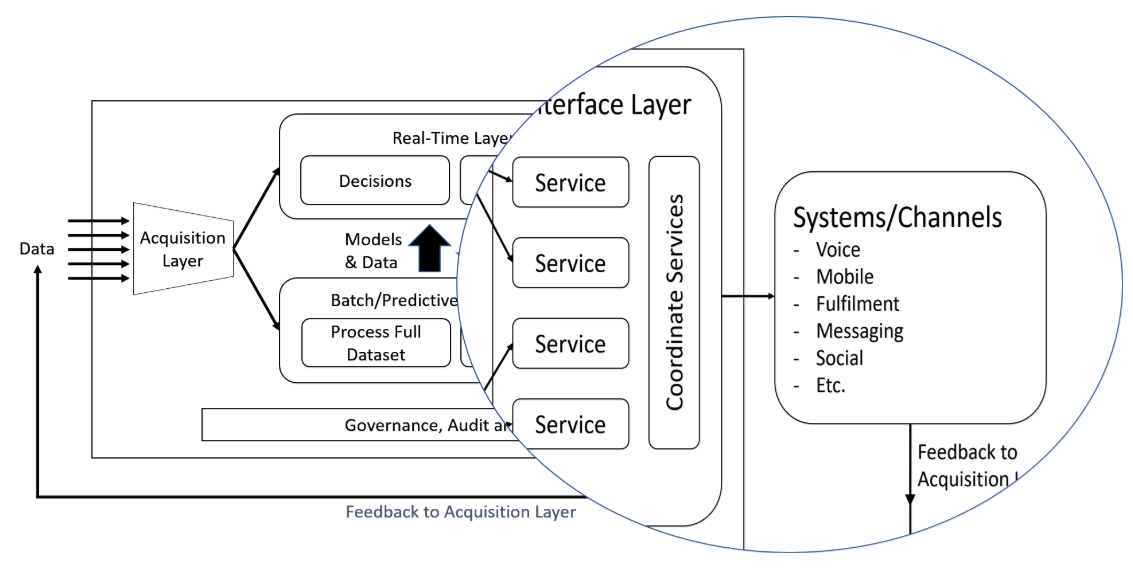 nterface Layer
Real-Time Layer
Decisions
Service
Service
Service
Service
Coordinate Services
Data
Acquisition
Layer
Models
& Data
Batch/Predictive
Process Full
Dataset
Governance, Audit an
Feedback to Acquisition Layer
Systems/Channels
- Voice
- Mobile
- Fulfilment
- Messaging
- Social
- Etc.
Feedback to
Acquisition